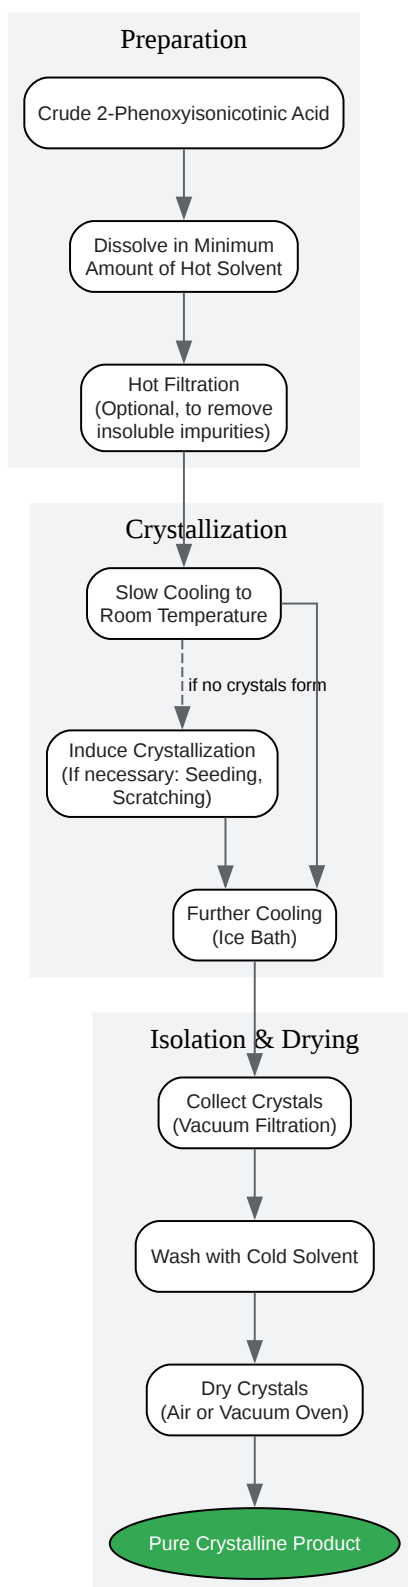 Preparation
Crude 2-Phenoxyisonicotinic Acid
Dissolve in Minimum
Amount of Hot Solvent
Hot Filtration
(Optional, to remove
insoluble impurities)
Crystallization
Slow Cooling to
Room Temperature
if no crystals form
Induce Crystallization
(If necessary: Seeding,
Scratching)
Further Cooling
(Ice Bath)
Isolation & Drying
Collect Crystals
(Vacuum Filtration)
Wash with Cold Solvent
Dry Crystals
(Air or Vacuum Oven)
Pure Crystalline Product